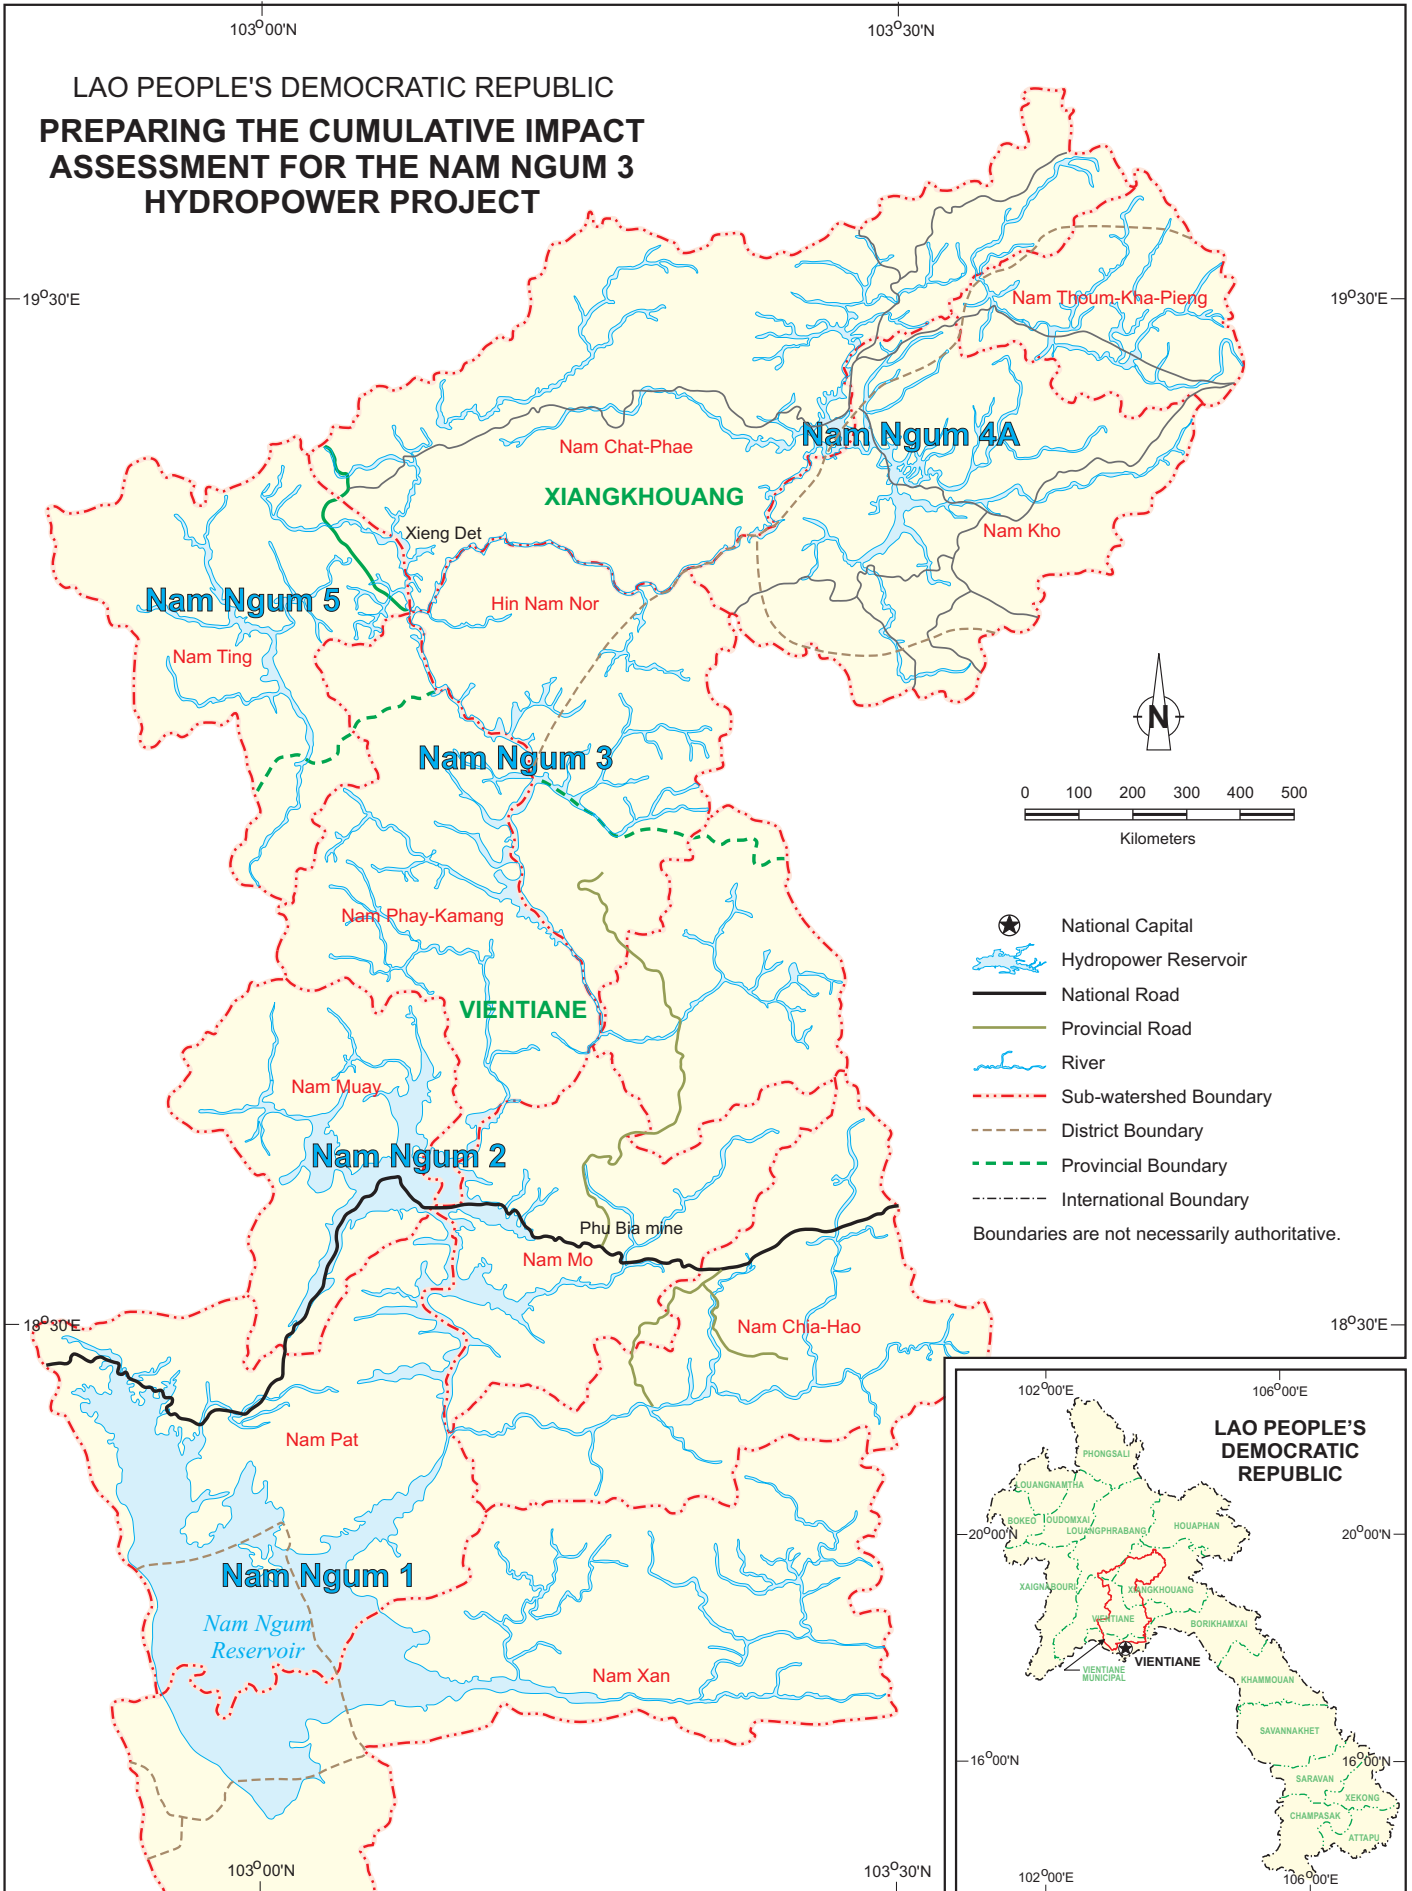 103°00'N
103°30'N
LAO PEOPLE'S DEMOCRATIC REPUBLIC
PREPARING THE CUMULATIVE IMPACT
ASSESSMENT FOR THE NAM NGUM 3
HYDROPOWER PROJECT
19°30'E
19°30'E
Nam Thoum-Kha-Pieng
Nam Ngum 4A
Nam Chat-Phae
XIANGKHOUANG
Xieng Det
Nam Kho
Nam Ngum 5
Hin Nam Nor
Nam Ting
N
Nam Ngum 3
0 100 200 300 400 500
Kilometers
Nam Phay-Kamang
National Capital
Hydropower Reservoir
National Road
VIENTIANE
Provincial Road
River
Nam Muay
Sub-watershed Boundary
District Boundary
Nam Ngum 2
Provincial Boundary
International Boundary
Phu Bia mine
Boundaries are not necessarily authoritative.
Nam Mo
18°30'E
18°30'E
Nam Chia-Hao
Nam Pat
Nam Ngum 1
Nam Ngum
Reservoir
Nam Xan
103°00'N
103°30'N
102°00'E
106°00'E
LAO PEOPLE'S
DEMOCRATIC
REPUBLIC
PHONGSALI
LOUANGNAMTHA
BOKEO
OUDOMXAI
LOUANGPHRABANG
HOUAPHAN
20°00'N
20°00'N
XAIGNABOURI
XIANGKHOUANG
VIENTIANE
BORIKHAMXAI
VIENTIANE
VIENTIANE
MUNICIPAL
KHAMMOUAN
SAVANNAKHET
16°00'N
16°00'N
SARAVAN
XEKONG
CHAMPASAK
ATTAPU
102°00'E
106°00'E